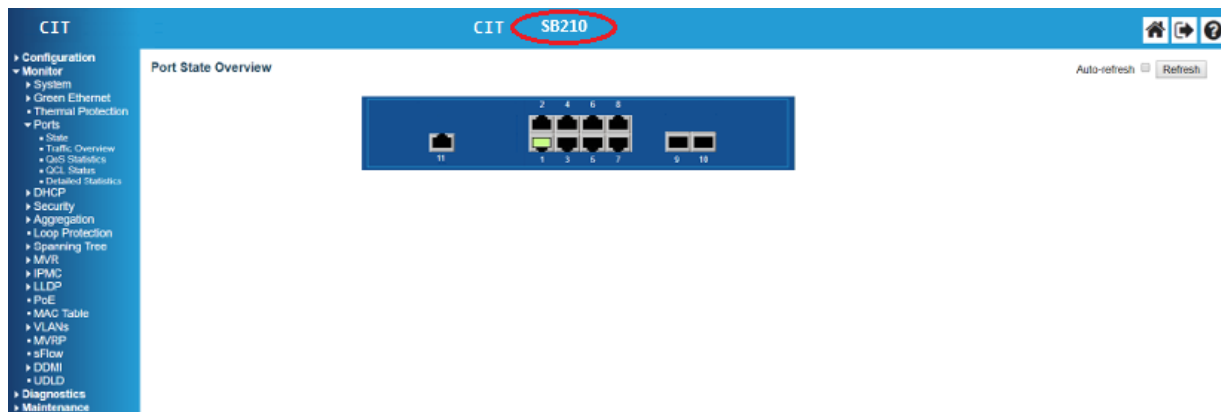 CIT
CIT SB210
Configuration
Monitor
System
Green Ethernet
Thermal Protection
Ports
State
Traffic Overview
QoS Statistics
QCL Status
Detailed Statistics
DHCP
Security
Aggregation
Loop Protection
Spanning Tree
MVR
IPMC
LLDP
PoE
MAC Table
VLANs
MVRP
sFlow
DDMI
UDLD
Diagnostics
Maintenance
Port State Overview
Auto-refresh Refresh
2 4 6 8
11
1 3 5 7
9 10